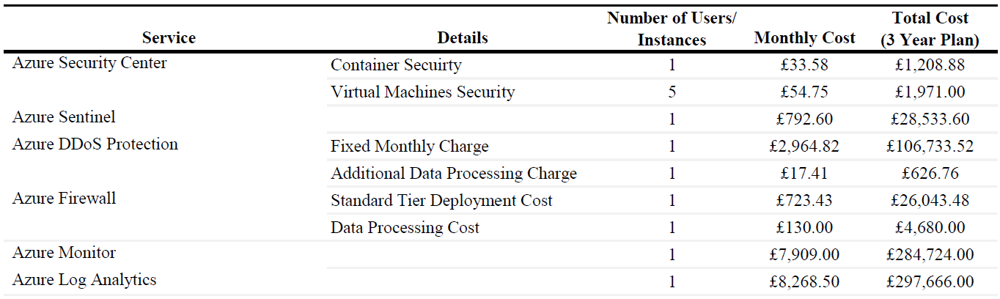 Service Details Number of Users/ Instances Monthly Cost Total Cost (3 Year Plan)
Azure Security Center Container Secuirty 1 £33.58 £1,208.88
Virtual Machines Security 5 £54.75 £1,971.00
Azure Sentinel 1 £792.60 £28,533.60
Azure DDoS Protection Fixed Monthly Charge 1 £2,964.82 £106,733.52
Additional Data Processing Charge 1 £17.41 £626.76
Azure Firewall Standard Tier Deployment Cost 1 £723.43 £26,043.48
Data Processing Cost 1 £130.00 £4,680.00
Azure Monitor 1 £7,909.00 £284,724.00
Azure Log Analytics 1 £8,268.50 £297,666.00